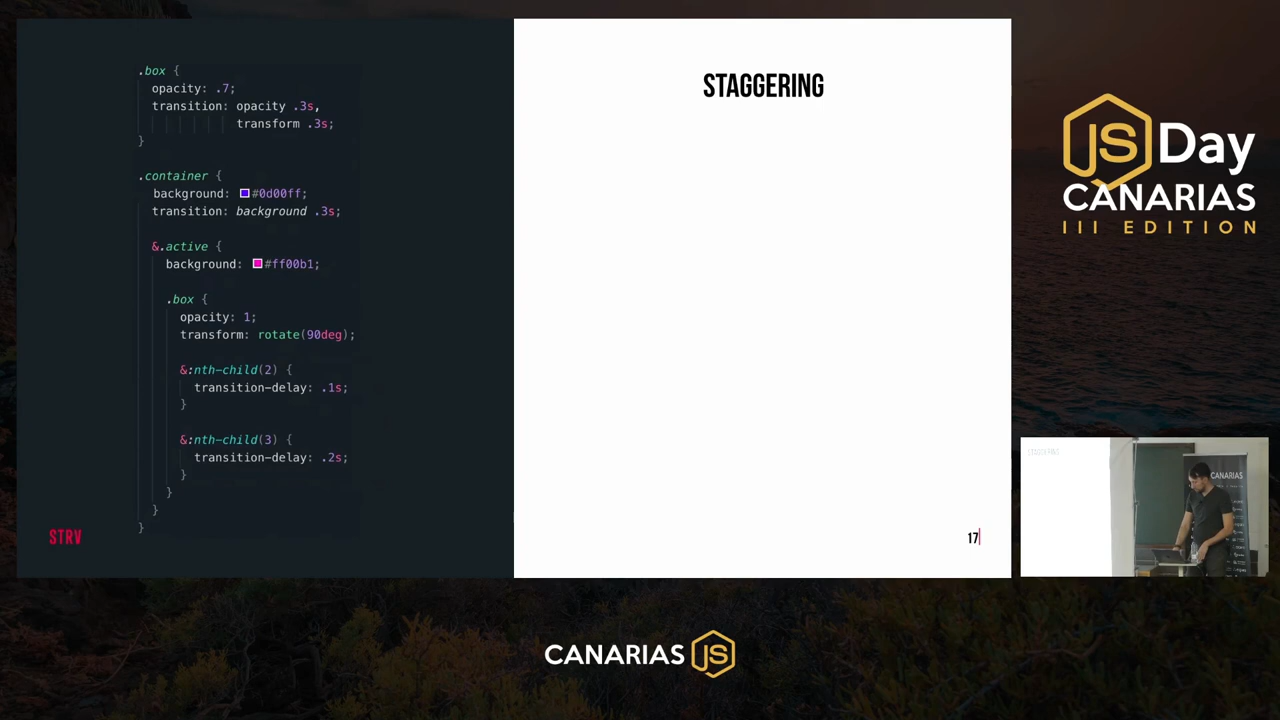 .box {
opacity: .7;
transition: opacity .3s,
transform .3s;
}
.container {
background: #0d00ff;
transition: background .3s;
&.active {
background: #ff00b1;
.box {
opacity: 1;
transform: rotate(90deg);
&:nth-child(2) {
transition-delay: .1s;
}
&:nth-child(3) {
transition-delay: .2s;
}
}
}
}
STRV
STAGGERING
17
JS Day
CANARIAS
III EDITION
STAGGERING
CANARIAS
CANARIAS JS